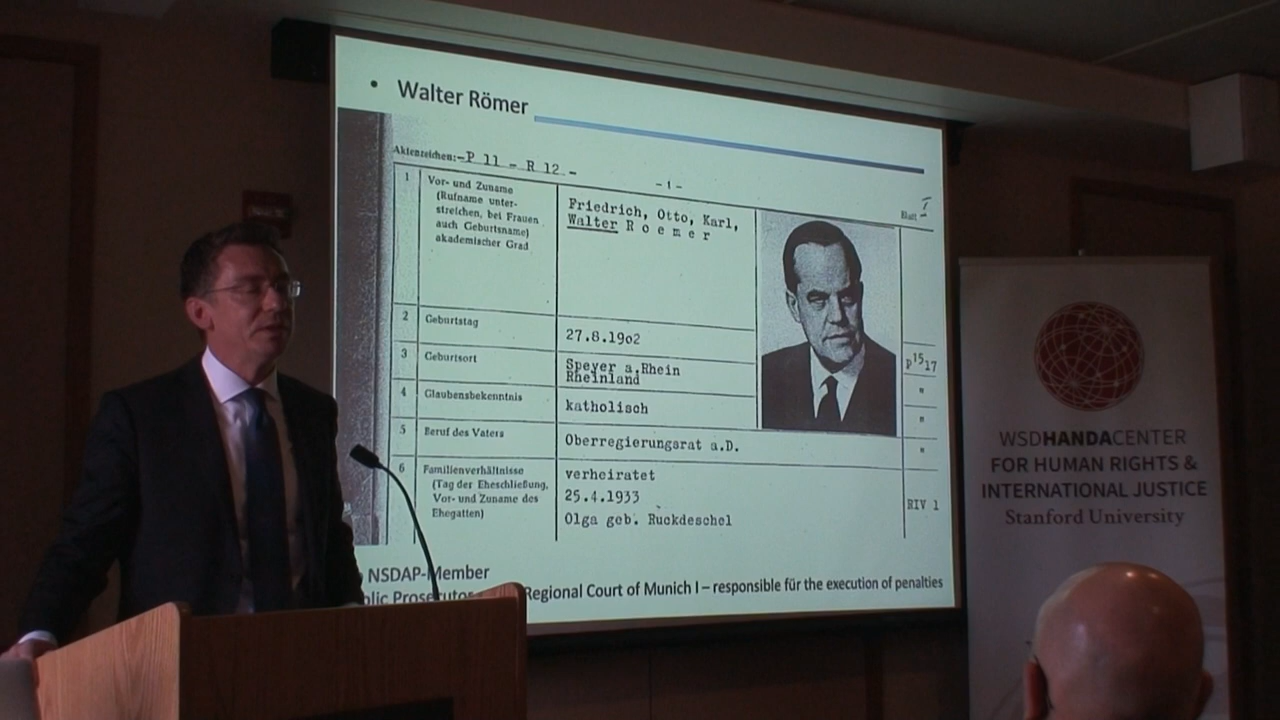 • Walter Römer
Aktenzeichen:-P 11 - R 12 -
- 1 -
Blatt I
1
Vor- und Zuname
(Rufname unter-
streichen, bei Frauen
auch Geburtsname)
akademischer Grad
Friedrich, Otto, Karl,
Walter R o e m e r
2
Geburtstag
27.8.19o2
3
Geburtsort
Speyer a.Rhein
Rheinland
p 15 17
4
Glaubensbekenntnis
katholisch
"
5
Beruf des Vaters
Oberregierungsrat a.D.
"
"
6
Familienverhältnisse
(Tag der Eheschließung,
Vor- und Zuname des
Ehegatten)
verheiratet
25.4.1933
Olga geb. Ruckdeschel
RIV 1
NSDAP-Member
blic Prosecutor Regional Court of Munich I – responsible für the execution of penalties
WSDHANDACENTER
FOR HUMAN RIGHTS &
INTERNATIONAL JUSTICE
Stanford University